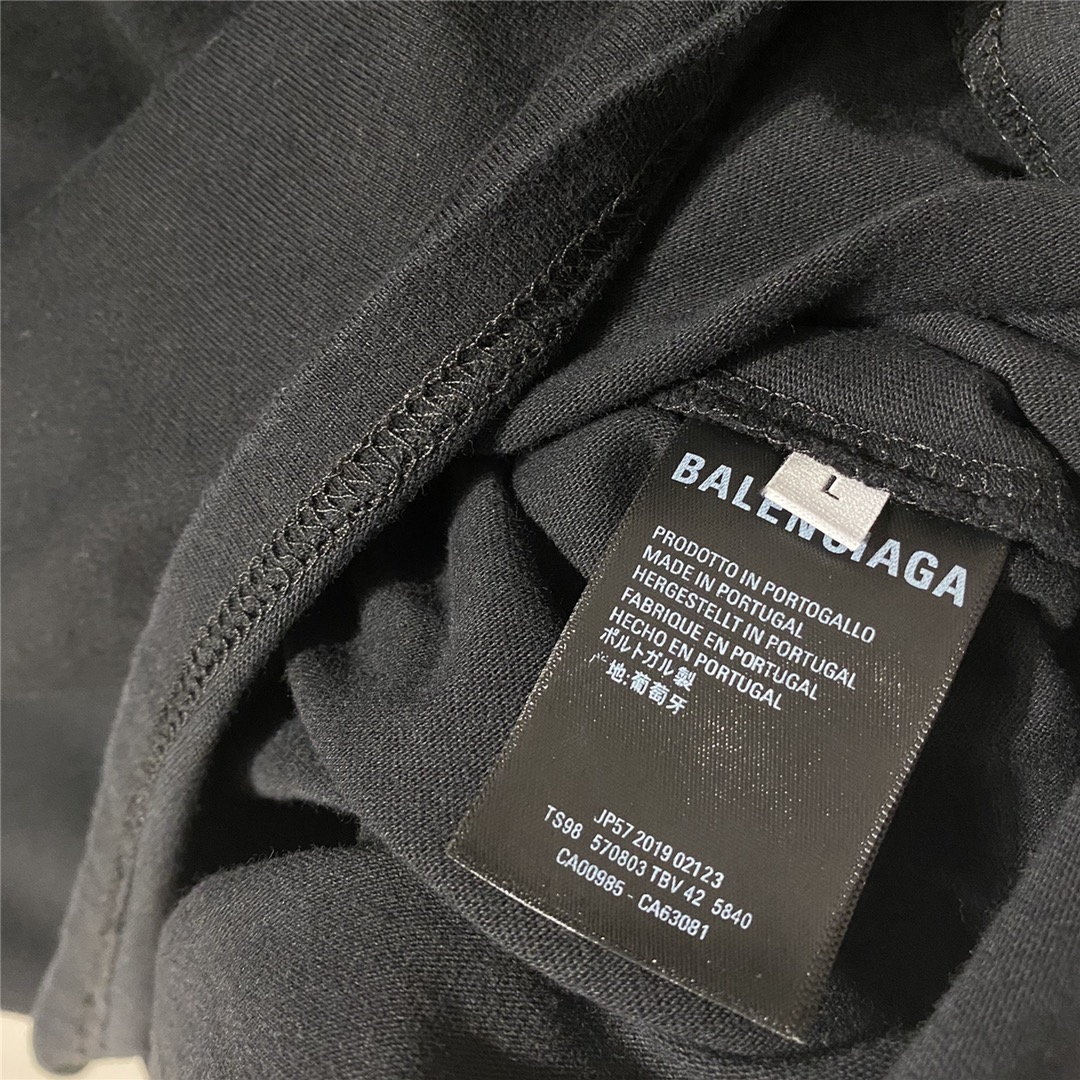 L
BALENCIAGA
PRODOTTO IN PORTOGALLO
MADE IN PORTUGAL
HERGESTELLT IN PORTUGAL
FABRIQUE EN PORTUGAL
HECHO EN PORTUGAL
ポルトガル製
产地:葡萄牙
JP57 2019 02123
TS98 570803 TBV 42 5840
CA00985 - CA63081